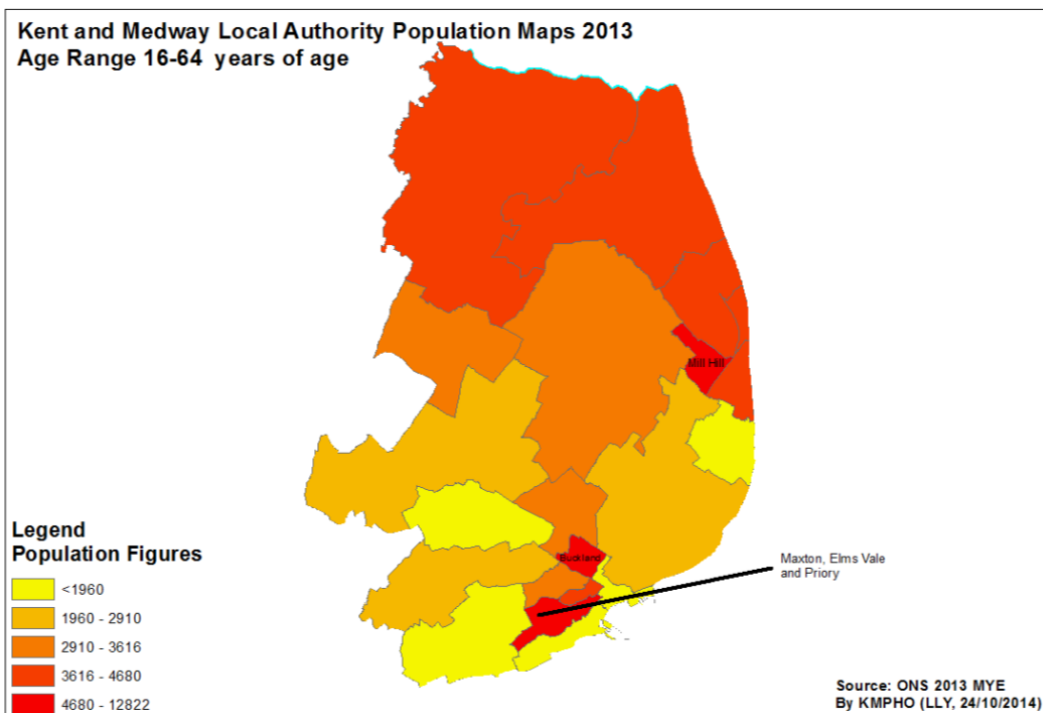 Kent and Medway Local Authority Population Maps 2013
Age Range 16-64 years of age
Mill Hill
Buckland
Maxton, Elms Vale
and Priory
Legend
Population Figures
<1960
1960 - 2910
2910 - 3616
3616 - 4680
4680 - 12822
Source: ONS 2013 MYE
By KMPHO (LLY, 24/10/2014)